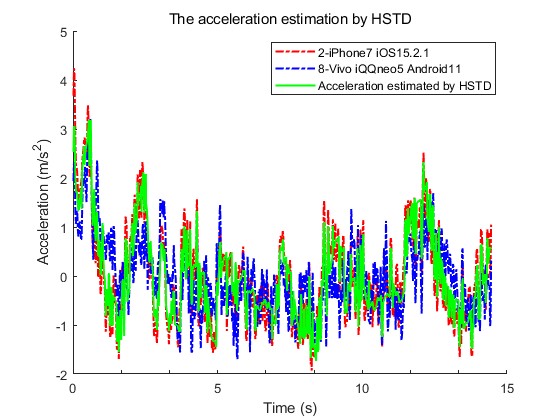 The acceleration estimation by HSTD
2-iPhone7 iOS15.2.1
8-Vivo iQQneo5 Android11
Acceleration estimated by HSTD
Acceleration (m/s²)
5
4
3
2
1
0
-1
-2
0
5
10
15
Time (s)